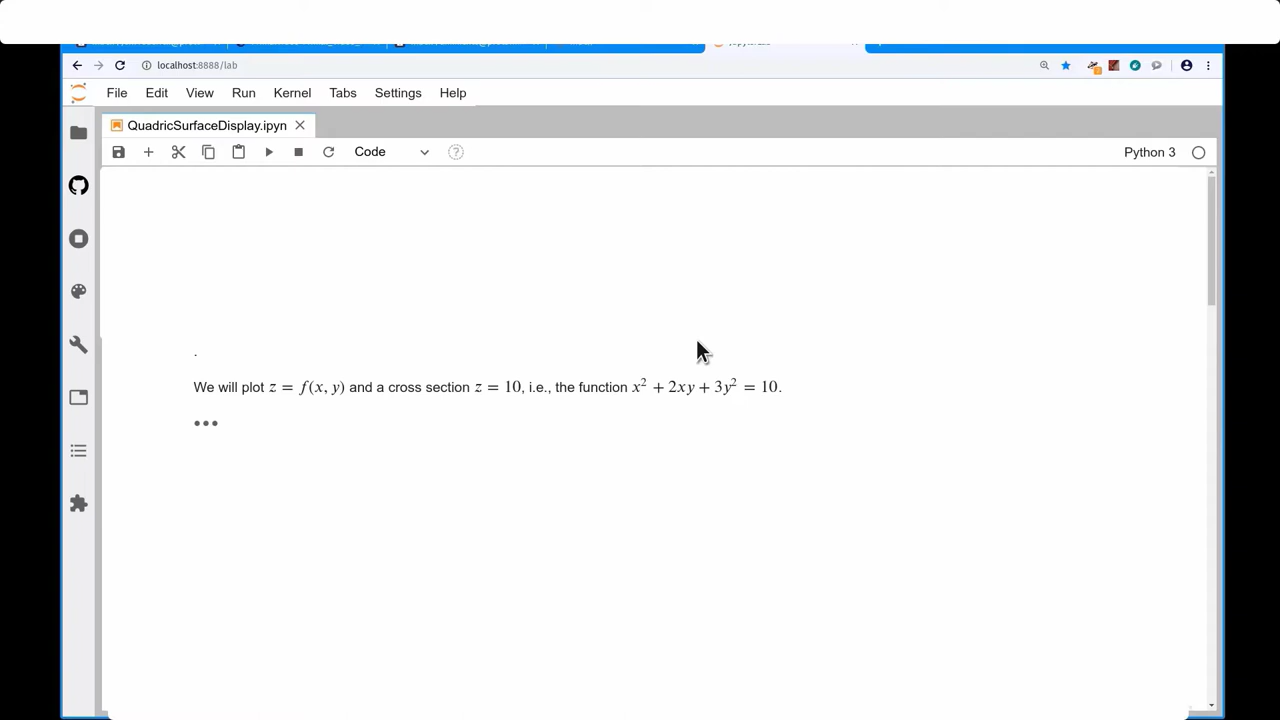 localhost:8888/lab
File Edit View Run Kernel Tabs Settings Help
QuadricSurfaceDisplay.ipyn
Code Python 3
.
We will plot z = f(x, y) and a cross section z = 10, i.e., the function x² + 2xy + 3y² = 10.